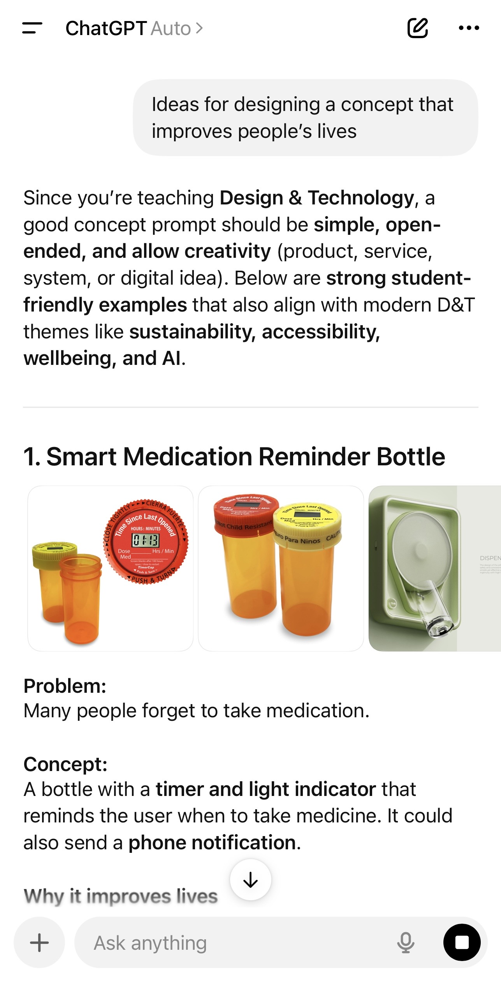 ChatGPT Auto >
Ideas for designing a concept that
improves people’s lives
Since you’re teaching Design & Technology, a
good concept prompt should be simple, open-
ended, and allow creativity (product, service,
system, or digital idea). Below are strong student-
friendly examples that also align with modern D&T
themes like sustainability, accessibility,
wellbeing, and AI.
1. Smart Medication Reminder Bottle
CLOSE TIGHTLY
CIERRA FUERTE
Time Since Last Opened
HOURS: MINUTES
01:13
Dose Hrs / Min
Med
Screen blanks after 100 hours
open / close to restart
TimerCap
Push & Turn
PUSH & TURN
Time Since Last Opened
HOURS: MINUTES
Dose Hrs / Min
Med
Not Child Resistant
Time Since Last Opened
HOURS: MINUTES
Dose Hrs / Min
Med
Push & Turn
guro Para Ninos CAUTI
DISPEN
Problem:
Many people forget to take medication.
Concept:
A bottle with a timer and light indicator that
reminds the user when to take medicine. It could
also send a phone notification.
Why it improves lives
Ask anything